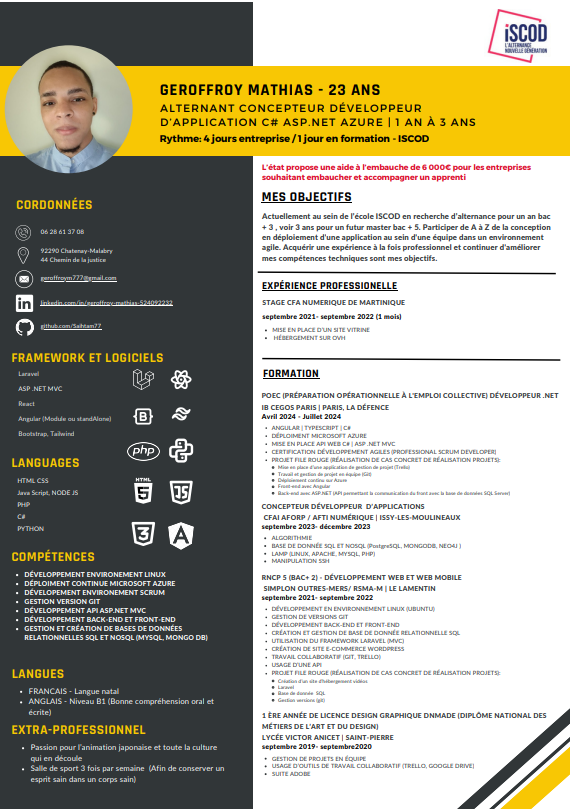 iSCOD
L'ALTERNANCE
NOUVELLE GÉNÉRATION
GEROFFROY MATHIAS - 23 ANS
ALTERNANT CONCEPTEUR DÉVELOPPEUR
D'APPLICATION C# ASP.NET AZURE | 1 AN À 3 ANS
Rythme: 4 jours entreprise / 1 jour en formation - ISCOD
CORDONNÉES
06 28 61 37 08
92290 Chatenay-Malabry
44 Chemin de la justice
geroffroym777@gmail.com
linkedin.com/in/geroffroy-mathias-524092232
github.com/Saihtam77
FRAMEWORK ET LOGICIELS
Laravel
ASP .NET MVC
React
Angular (Module ou standAlone)
Bootstrap, Tailwind
B
php
HTML
5
JS
3
A
LANGUAGES
HTML CSS
Java Script, NODE JS
PHP
C#
PYTHON
COMPÉTENCES
• DÉVELOPPEMENT ENVIRONEMENT LINUX
• DÉPLOIMENT CONTINUE MICROSOFT AZURE
• DÉVELOPEMENT ENVIRONEMENT SCRUM
• GESTION VERSION GIT
• DÉVELOPPEMENT API ASP.NET MVC
• DÉVELOPPEMENT BACK-END ET FRONT-END
• GESTION ET CRÉATION DE BASES DE DONNÉES
RELATIONNELLES SQL ET NOSQL (MYSQL, MONGO DB)
LANGUES
• FRANCAIS - Langue natal
• ANGLAIS - Niveau B1 (Bonne compréhension oral et
écrite)
EXTRA-PROFESSIONNEL
• Passion pour l'animation japonaise et toute la culture
qui en découle
• Salle de sport 3 fois par semaine (Afin de conserver un
esprit sain dans un corps sain)
L'état propose une aide à l'embauche de 6 000€ pour les entreprises
souhaitant embaucher et accompagner un apprenti
MES OBJECTIFS
Actuellement au sein de l'école ISCOD en recherche d'alternance pour un an bac
+ 3 , voir 3 ans pour un futur master bac + 5. Participer de A à Z de la conception
en déploiement d'une application au sein d'une équipe dans un environnement
agile. Acquérir une expérience à la fois professionnel et continuer d'améliorer
mes compétences techniques sont mes objectifs.
EXPÉRIENCE PROFESSIONELLE
STAGE CFA NUMERIQUE DE MARTINIQUE
septembre 2021- septembre 2022 (1 mois)
• MISE EN PLACE D'UN SITE VITRINE
• HÉBERGEMENT SUR OVH
FORMATION
POEC (PRÉPARATION OPÉRATIONNELLE À L'EMPLOI COLLECTIVE) DÉVELOPPEUR .NET
IB CEGOS PARIS | PARIS, LA DÉFENCE
Avril 2024 - Juillet 2024
• ANGULAR | TYPESCRIPT | C#
• DÉPLOIMENT MICROSOFT AZURE
• MISE EN PLACE API WEB C# | ASP .NET MVC
• CERTIFICATION DÉVELOPPEMENT AGILES (PROFESSIONAL SCRUM DEVELOPER)
• PROJET FILE ROUGE (RÉALISATION DE CAS CONCRET DE RÉALISATION PROJETS):
• Mise en place d'une application de gestion de projet (Trello)
• Travail et gestion de projet en équipe (Git)
• Déploiement continu sur Azure
• Front-end avec Angular
• Back-end avec ASP.NET (API permettant la communication du front avec la base de données SQL Server)
CONCEPTEUR DÉVELOPPEUR D'APPLICATIONS
CFAI AFORP / AFTI NUMÉRIQUE | ISSY-LES-MOULINEAUX
septembre 2023- décembre 2023
• ALGORITHMIE
• BASE DE DONNÉE SQL ET NOSQL (PostgreSQL, MONGODB, NEO4J )
• LAMP (LINUX, APACHE, MYSQL, PHP)
• MANIPULATION SSH
RNCP 5 (BAC+ 2) - DÉVELOPPEMENT WEB ET WEB MOBILE
SIMPLON OUTRES-MERS/ RSMA-M | LE LAMENTIN
septembre 2021- septembre 2022
• DÉVELOPPEMENT EN ENVIRONNEMENT LINUX (UBUNTU)
• GESTION DE VERSIONS GIT
• DÉVELOPPEMENT BACK-END ET FRONT-END
• CRÉATION ET GESTION DE BASE DE DONNÉE RELATIONNELLE SQL
• UTILISATION DU FRAMEWORK LARAVEL (MVC)
• CRÉATION DE SITE E-COMMERCE WORDPRESS
• TRAVAIL COLLABORATIF (GIT, TRELLO)
• USAGE D'UNE API
• PROJET FILE ROUGE (RÉALISATION DE CAS CONCRET DE RÉALISATION PROJETS):
• Création d'un site d'hébergement vidéos
• Laravel
• Base de donnée SQL
• Gestion versions (git)
1 ÈRE ANNÉE DE LICENCE DESIGN GRAPHIQUE DNMADE (DIPLÔME NATIONAL DES
MÉTIERS DE L'ART ET DU DESIGN)
LYCÉE VICTOR ANICET | SAINT-PIERRE
septembre 2019- septembre2020
• GESTION DE PROJETS EN ÉQUIPE
• USAGE D'OUTILS DE TRAVAIL COLLABORATIF (TRELLO, GOOGLE DRIVE)
• SUITE ADOBE